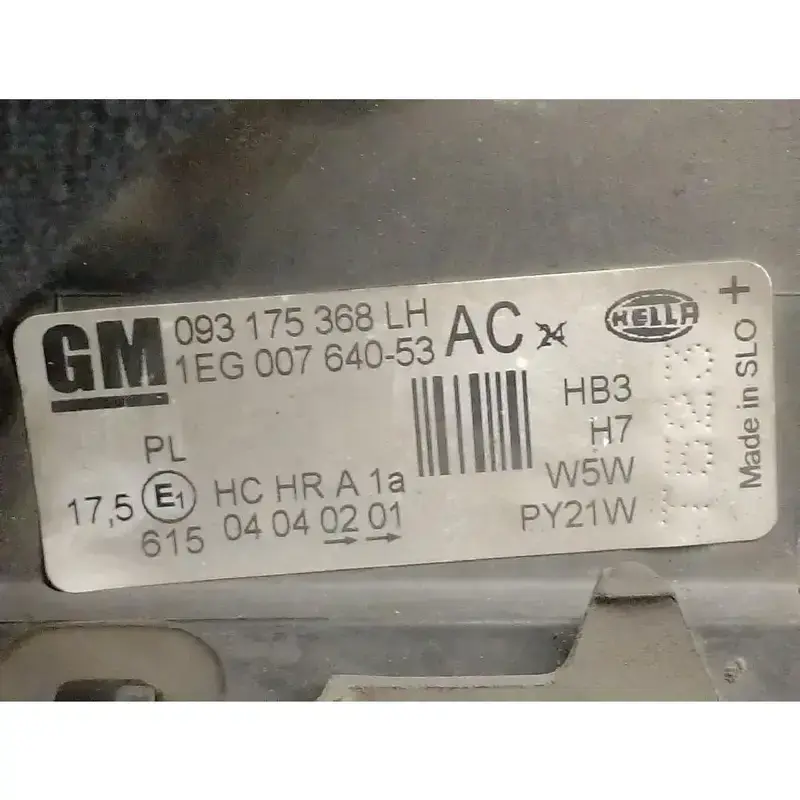 GM
093 175 368 LH
1EG 007 640-53
AC 24
HELLA
HB3
H7
W5W
PY21W
PL
17,5 E1 HC HR A 1a
615 04 04 02 01
Made in SLO +